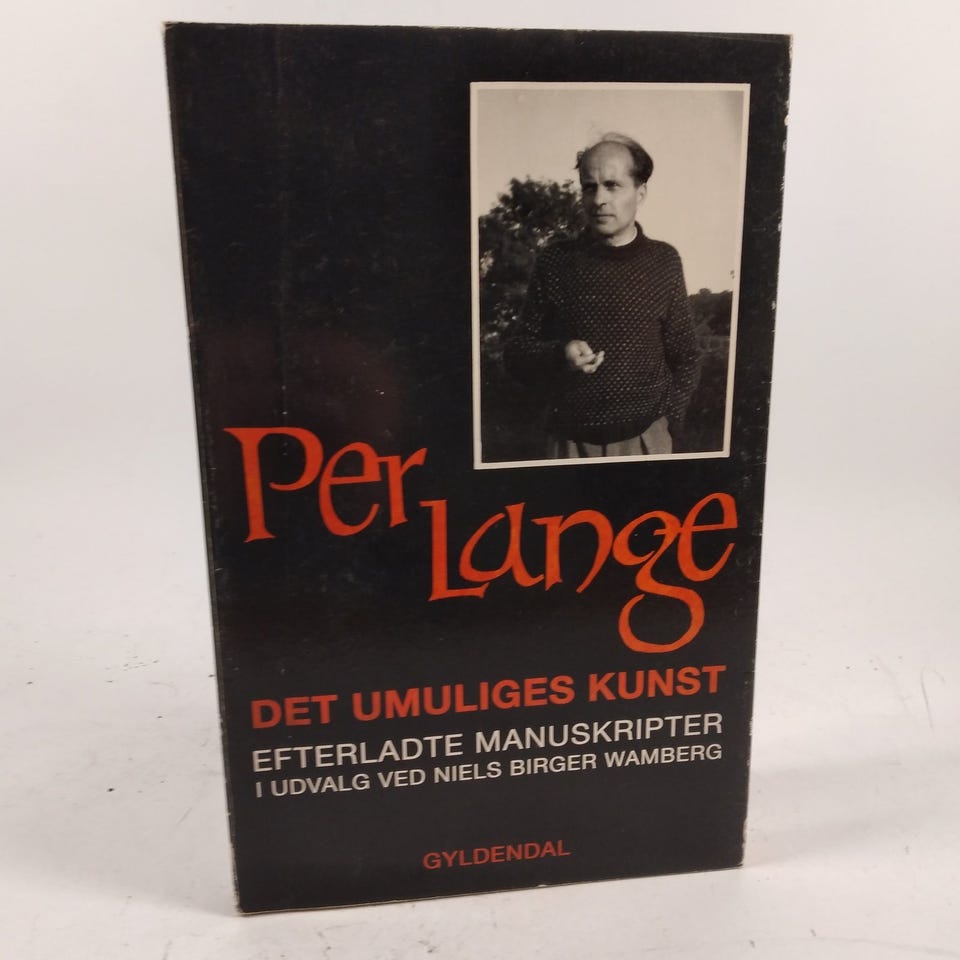 Per
Lange
DET UMULIGES KUNST
EFTERLADTE MANUSKRIPTER
I UDVALG VED NIELS BIRGER WAMBERG
GYLDENDAL